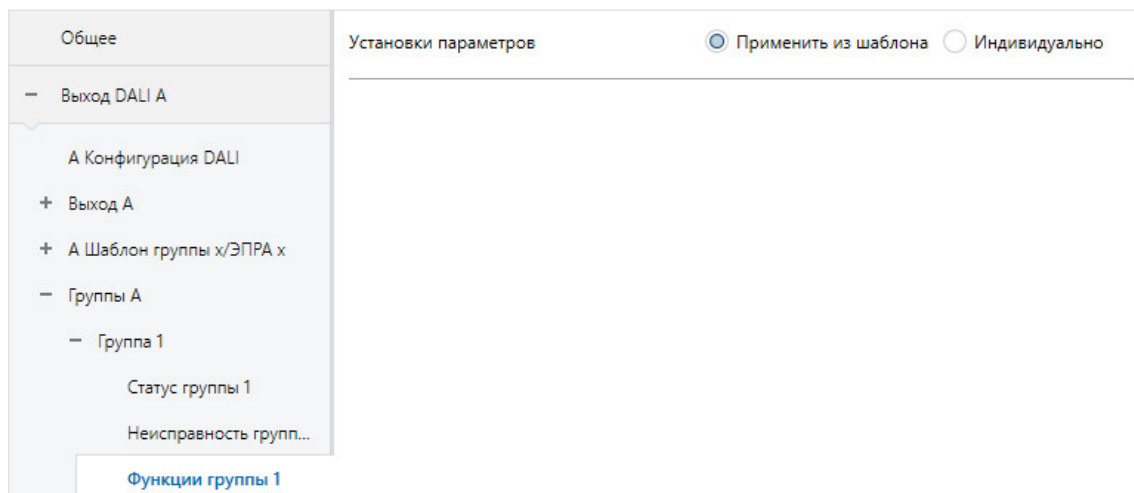 Общее
Установки параметров Применить из шаблона Индивидуально
Выход DALI A
A Конфигурация DALI
Выход A
A Шаблон группы x/ЭПРА x
Группы A
Группа 1
Статус группы 1
Неисправность групп...
Функции группы 1